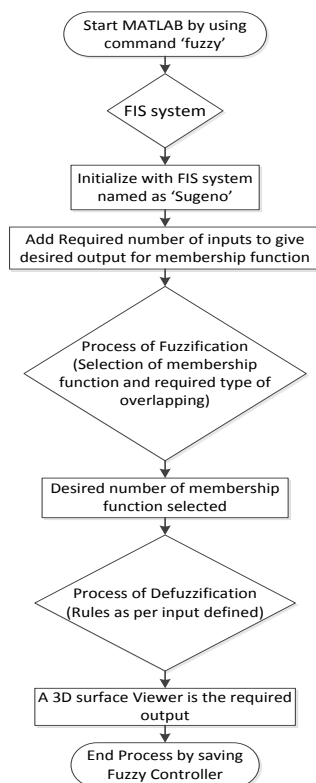 Start MATLAB by using
command ‘fuzzy’
FIS system
Initialize with FIS system
named as ‘Sugeno’
Add Required number of inputs to give
desired output for membership function
Process of Fuzzification
(Selection of membership
function and required type of
overlapping)
Desired number of membership
function selected
Process of Defuzzification
(Rules as per input defined)
A 3D surface Viewer is the required
output
End Process by saving
Fuzzy Controller